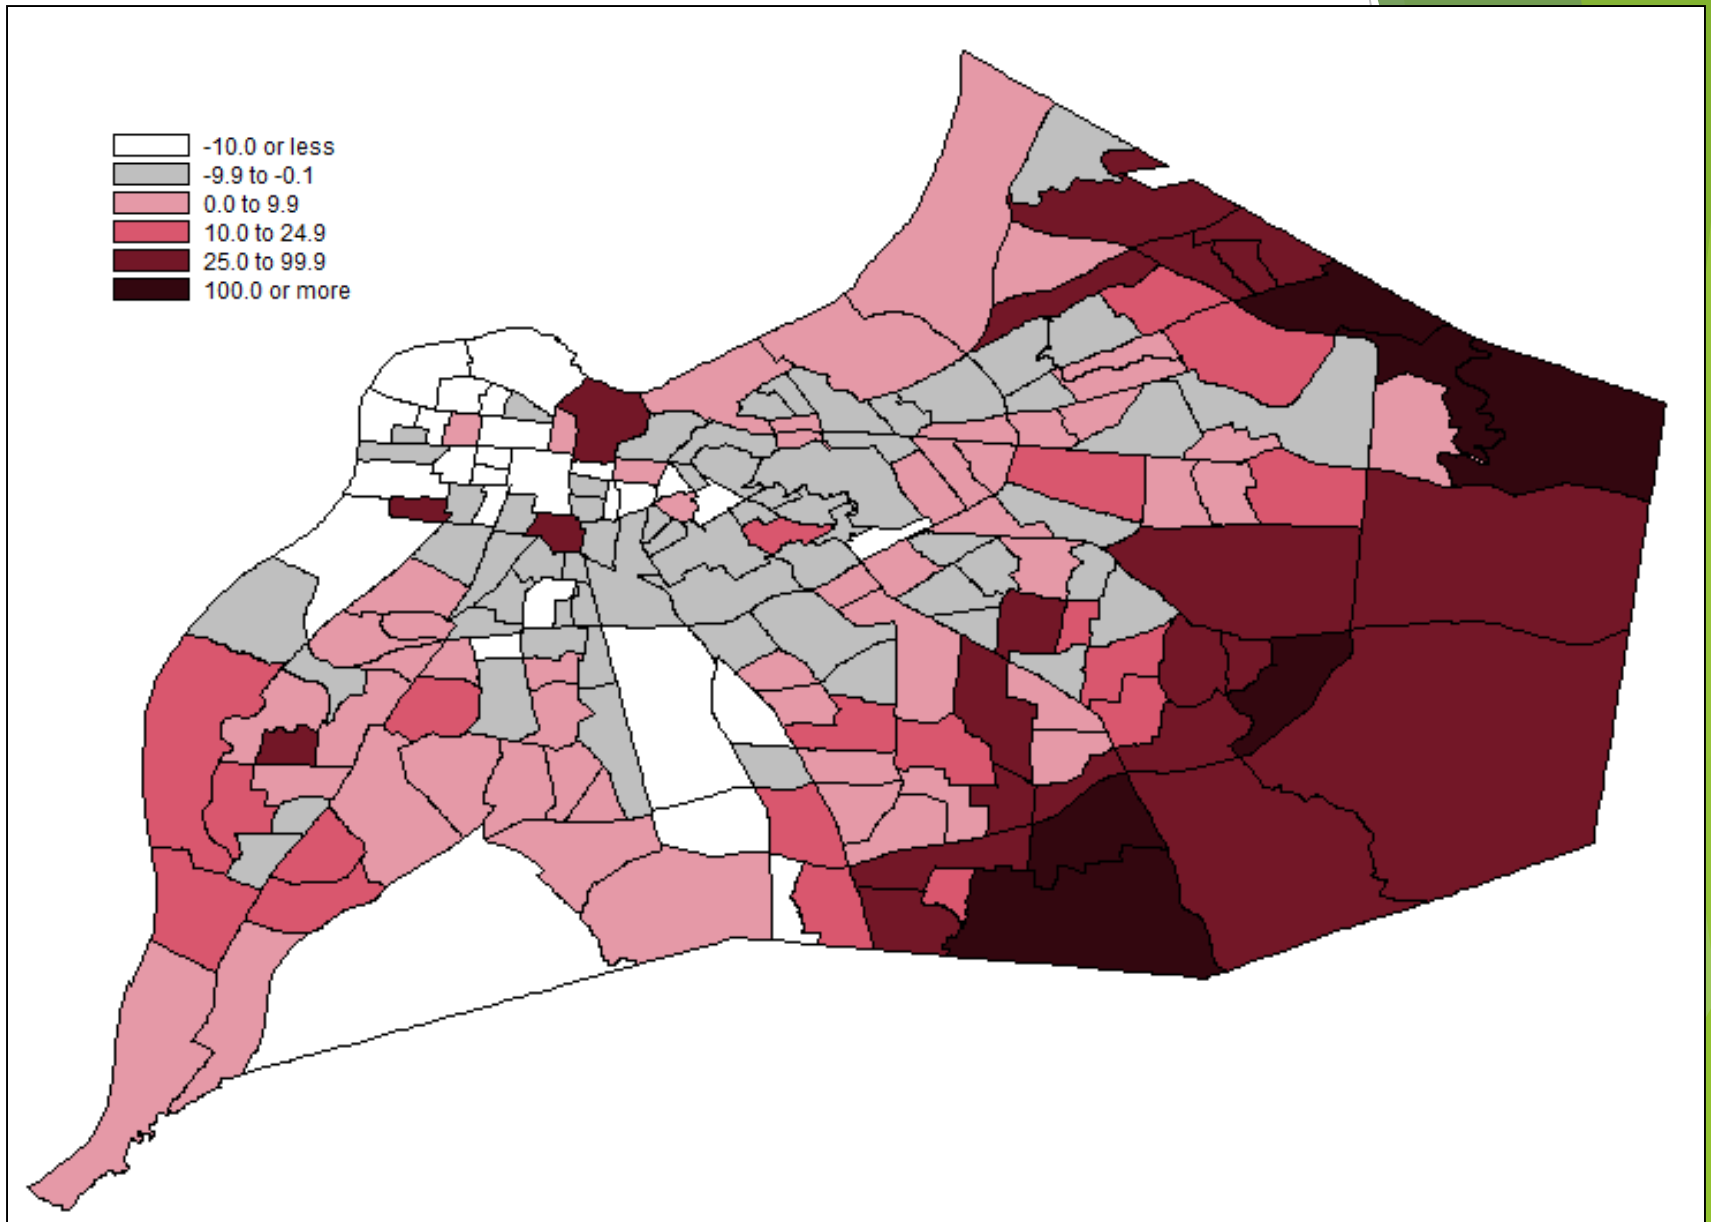 -10.0 or less
-9.9 to -0.1
0.0 to 9.9
10.0 to 24.9
25.0 to 99.9
100.0 or more